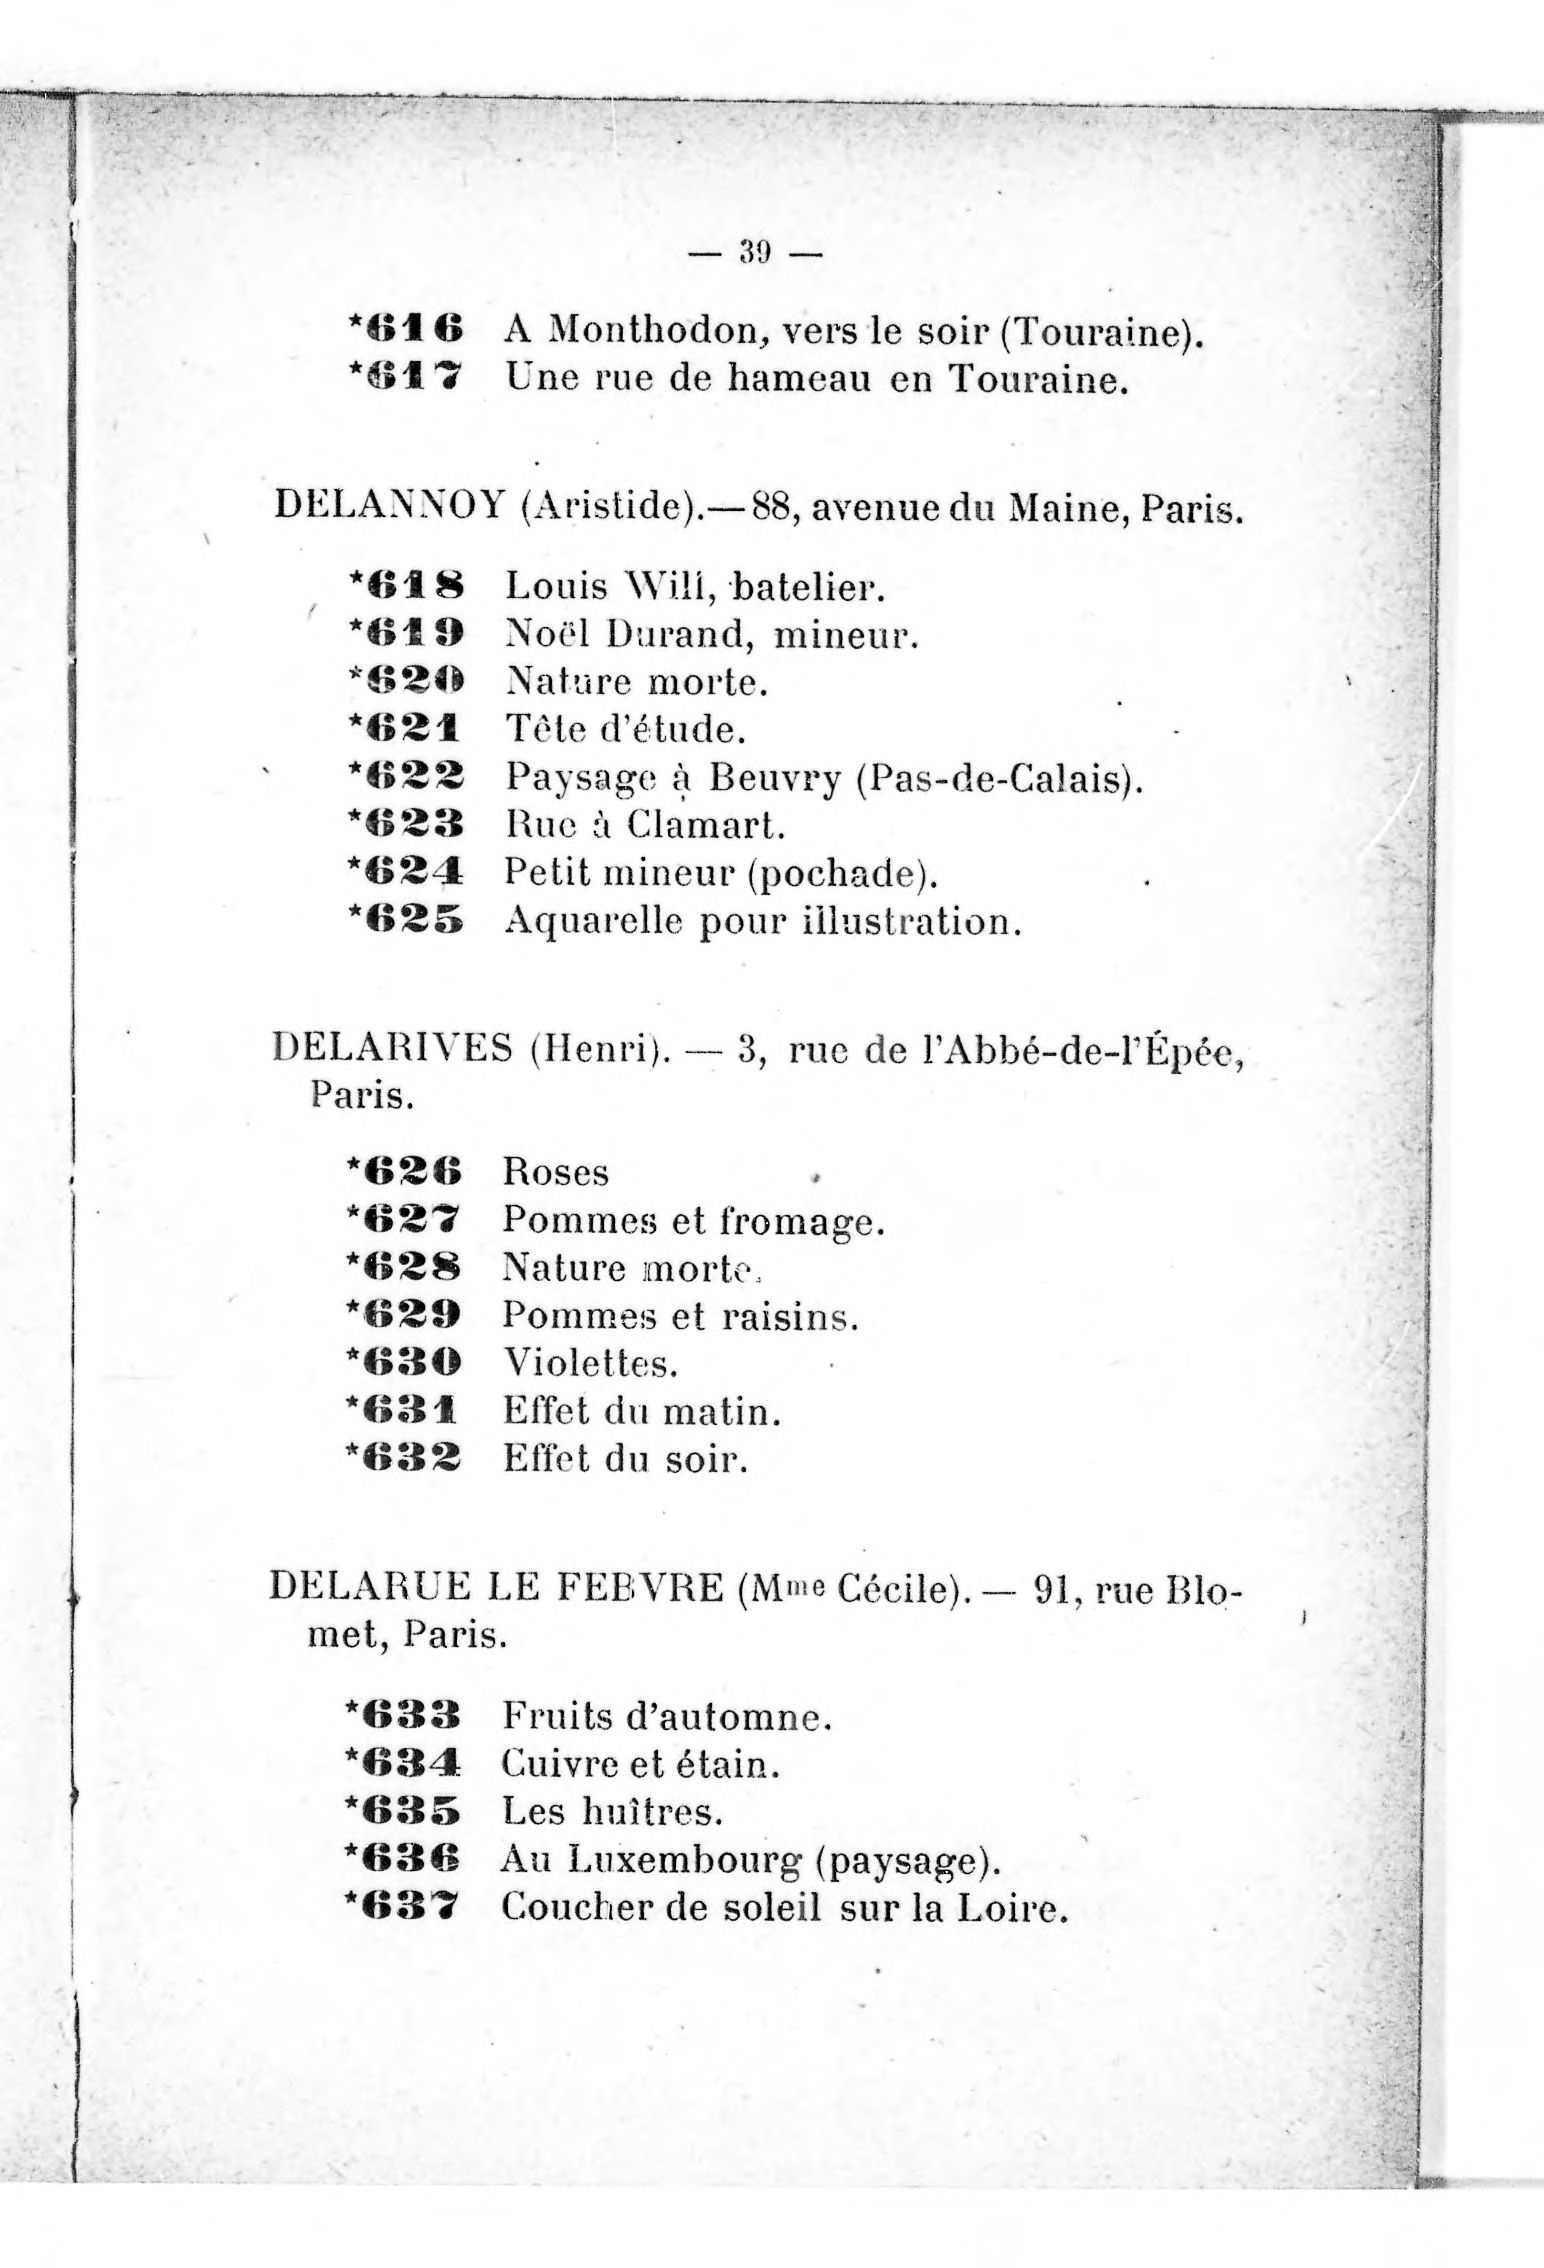 — 39 —
*616 A Monthodon, vers le soir (Touraine).
*617 Une rue de hameau en Touraine.
DELANNOY (Aristide).—88, avenue du Maine, Paris.
*618 Louis Will, batelier.
*619 Noël Durand, mineur.
*620 Nature morte.
*621 Tête d'étude.
*622 Paysage à Beuvry (Pas-de-Calais).
*623 Rue à Clamart.
*624 Petit mineur (pochade).
*625 Aquarelle pour illustration.
DELARIVES (Henri). — 3, rue de l'Abbé-de-l'Épée,
Paris.
*626 Roses
*627 Pommes et fromage.
*628 Nature morte.
*629 Pommes et raisins.
*630 Violettes.
*631 Effet du matin.
*632 Effet du soir.
DELARUE LE FEBVRE (Mme Cécile). — 91, rue Blo-
met, Paris.
*633 Fruits d'automne.
*634 Cuivre et étain.
*635 Les huîtres.
*636 Au Luxembourg (paysage).
*637 Coucher de soleil sur la Loire.